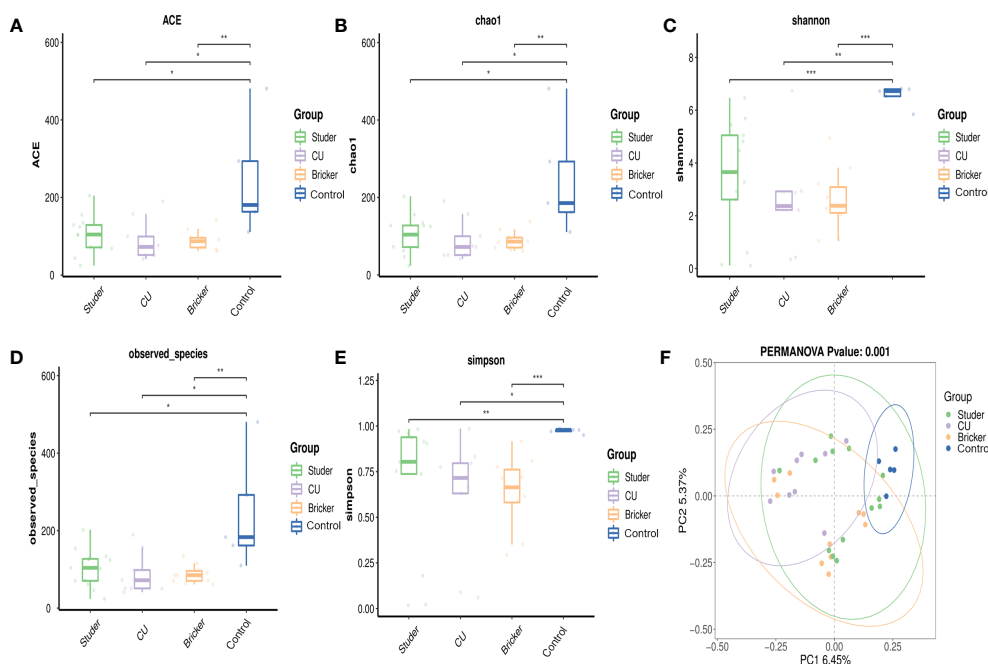 A
ACE
600
400
200
0
ACE
**
*
*
Studer
CU
Bricker
Control
Group
Studer
CU
Bricker
Control
B
chao1
600
400
200
0
chao1
**
*
*
Studer
CU
Bricker
Control
Group
Studer
CU
Bricker
Control
C
shannon
8
6
4
2
0
shannon
***
**
***
Studer
CU
Bricker
Group
Studer
CU
Bricker
Control
D
observed_species
600
400
200
0
observed_species
**
*
*
Studer
CU
Bricker
Control
Group
Studer
CU
Bricker
Control
E
simpson
1.25
1.00
0.75
0.50
0.25
0.00
simpson
***
*
**
Studer
CU
Bricker
Control
Group
Studer
CU
Bricker
Control
F
PERMANOVA Pvalue: 0.001
0.50
0.25
0.00
−0.25
−0.50
PC2 5.37%
−0.50
−0.25
0.00
0.25
PC1 6.45%
Group
Studer
CU
Bricker
Control